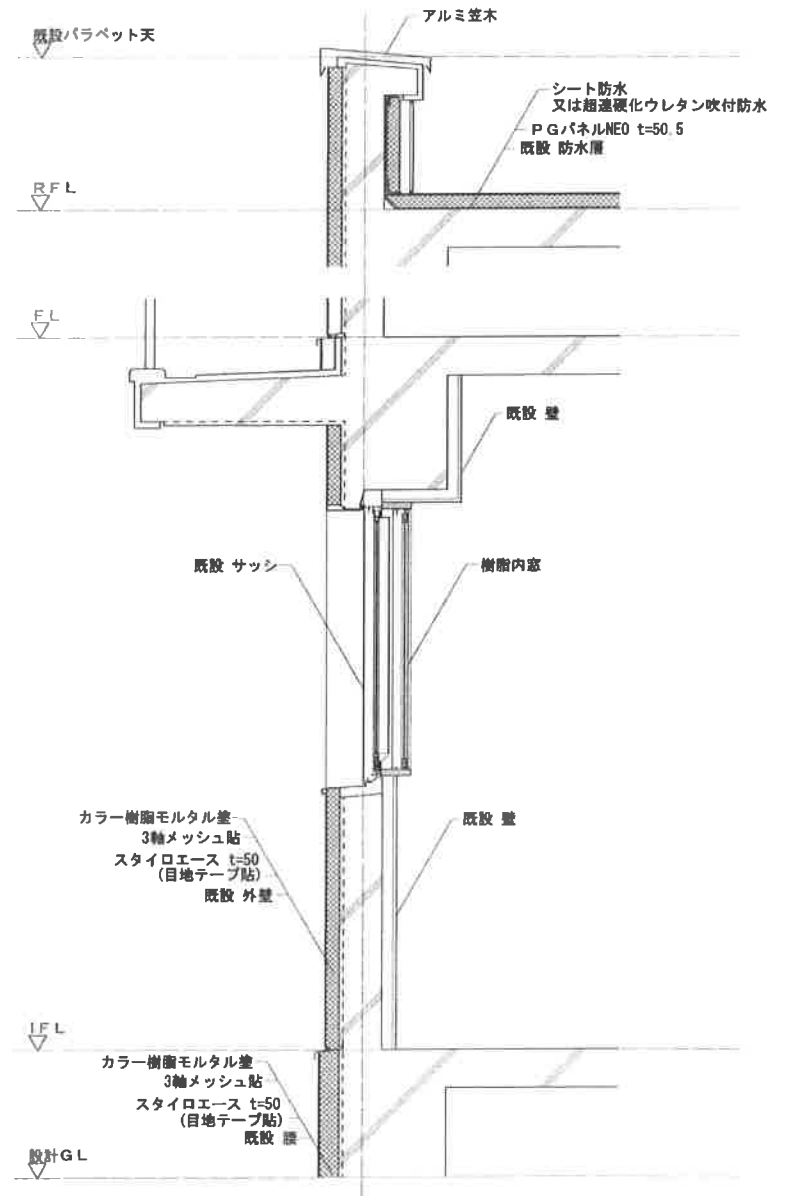 アルミ笠木
既設パラペット天
シート防水
又は超速硬化ウレタン吹付防水
PGパネルNEO t=50.5
既設 防水層
RFL
FL
既設 壁
既設 サッシ
樹脂内窓
カラー樹脂モルタル塗
3軸メッシュ貼
スタイロエース t=50
(目地テープ貼)
既設 外壁
既設 壁
1FL
カラー樹脂モルタル塗
3軸メッシュ貼
スタイロエース t=50
(目地テープ貼)
既設 腰
設計GL